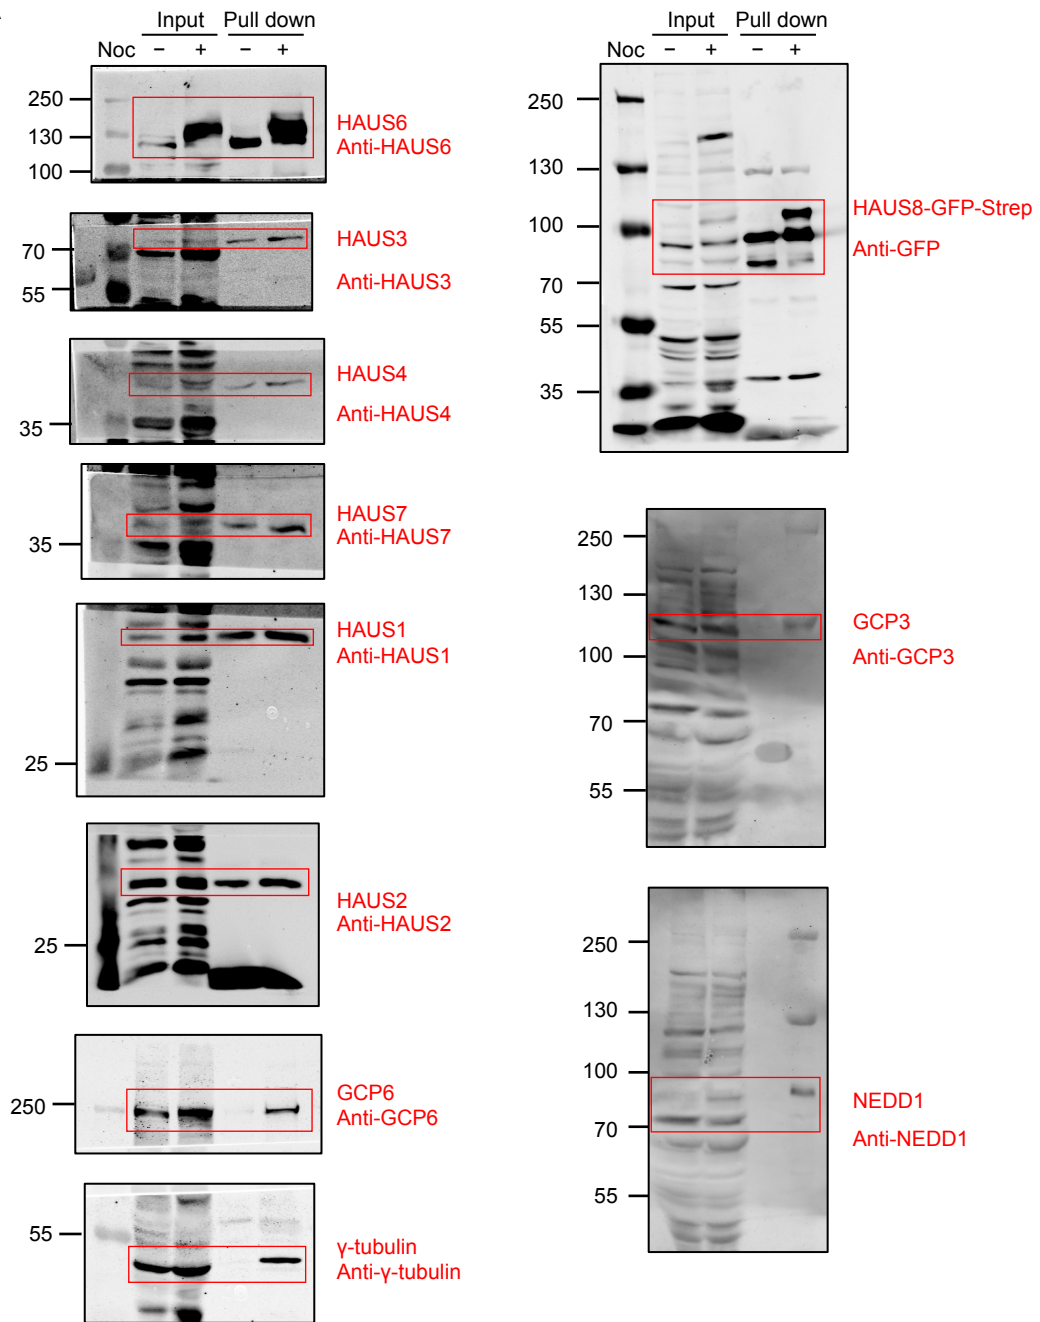 Input Pull down
Noc − + − +
250
130
100
HAUS6
Anti-HAUS6
70
55
HAUS3
Anti-HAUS3
35
HAUS4
Anti-HAUS4
35
HAUS7
Anti-HAUS7
25
HAUS1
Anti-HAUS1
25
HAUS2
Anti-HAUS2
250
GCP6
Anti-GCP6
55
γ-tubulin
Anti-γ-tubulin
Input Pull down
Noc − + − +
250
130
100
70
55
35
HAUS8-GFP-Strep
Anti-GFP
250
130
100
70
55
GCP3
Anti-GCP3
250
130
100
70
55
NEDD1
Anti-NEDD1